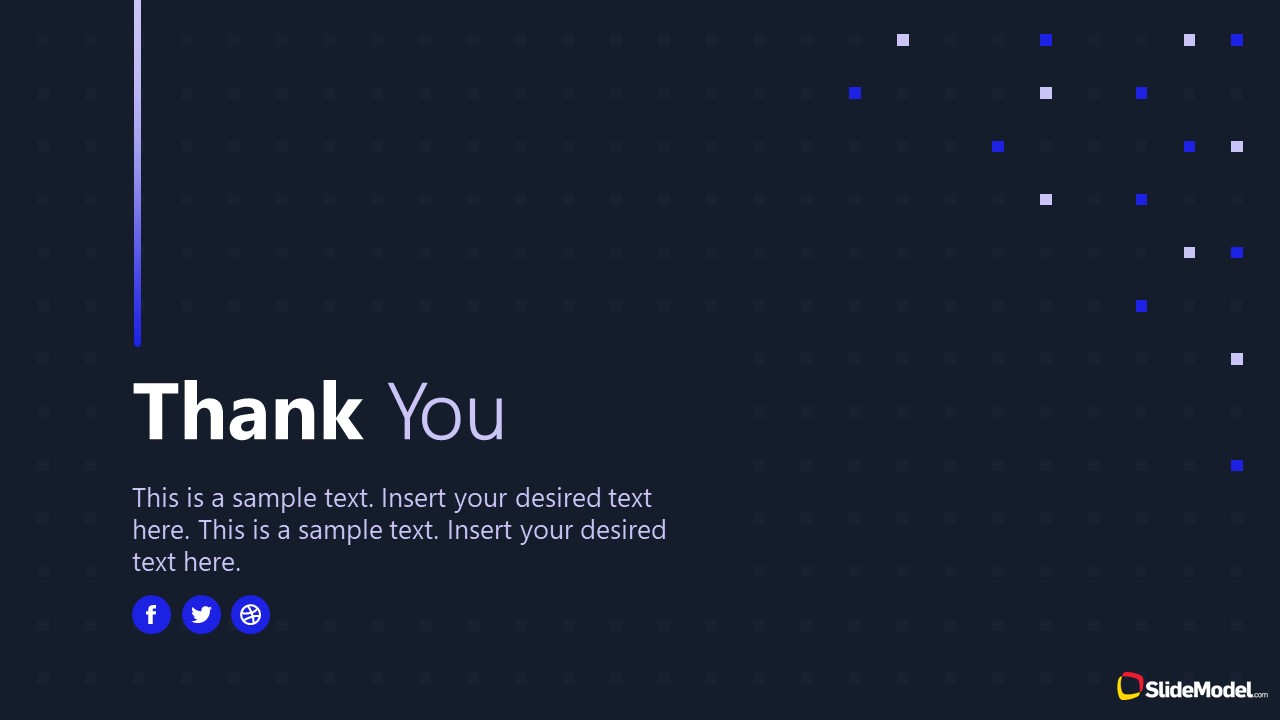 Thank You
This is a sample text. Insert your desired text
here. This is a sample text. Insert your desired
text here.
SlideModel.com